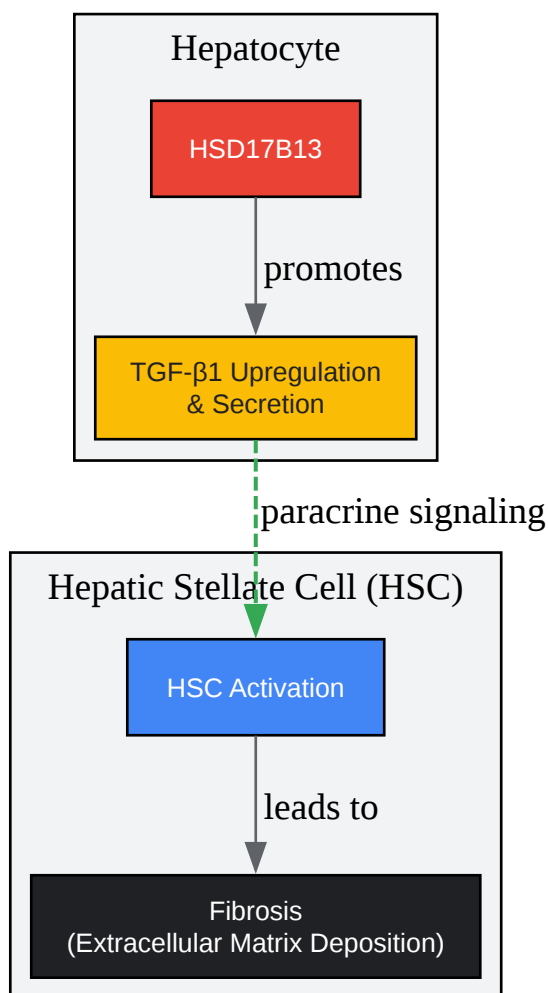 Hepatocyte
HSD17B13
promotes
TGF-β1 Upregulation
& Secretion
paracrine signaling
Hepatic Stellate Cell (HSC)
HSC Activation
leads to
Fibrosis
(Extracellular Matrix Deposition)